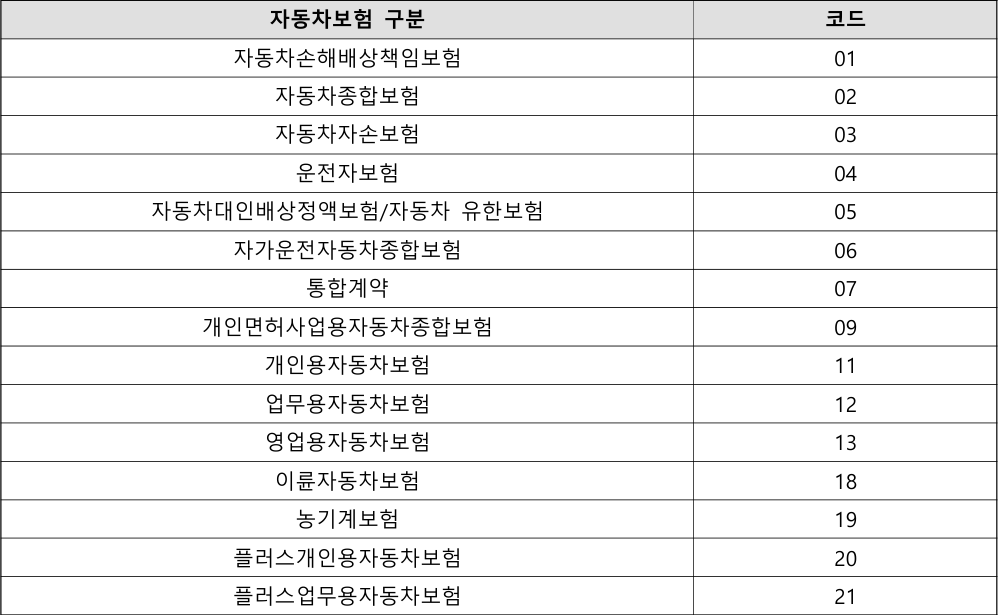 자동차보험 구분 코드
자동차손해배상책임보험 01
자동차종합보험 02
자동차자손보험 03
운전자보험 04
자동차대인배상정액보험/자동차 유한보험 05
자가운전자동차종합보험 06
통합계약 07
개인면허사업용자동차종합보험 09
개인용자동차보험 11
업무용자동차보험 12
영업용자동차보험 13
이륜자동차보험 18
농기계보험 19
플러스개인용자동차보험 20
플러스업무용자동차보험 21